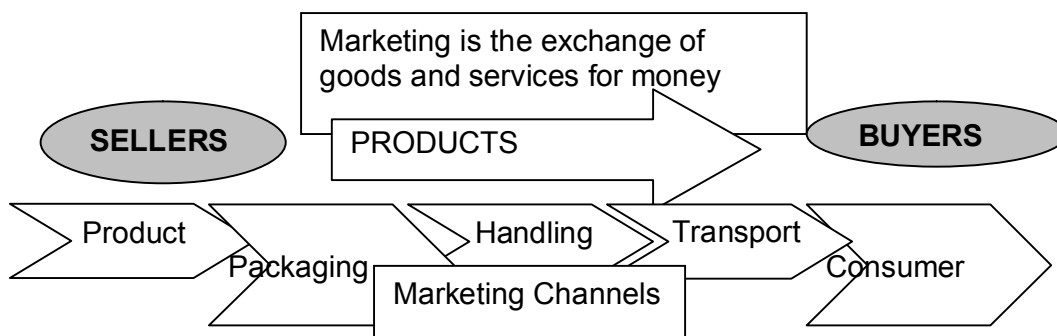 Marketing is the exchange of
goods and services for money
SELLERS
PRODUCTS
BUYERS
Product
Packaging
Handling
Transport
Consumer
Marketing Channels